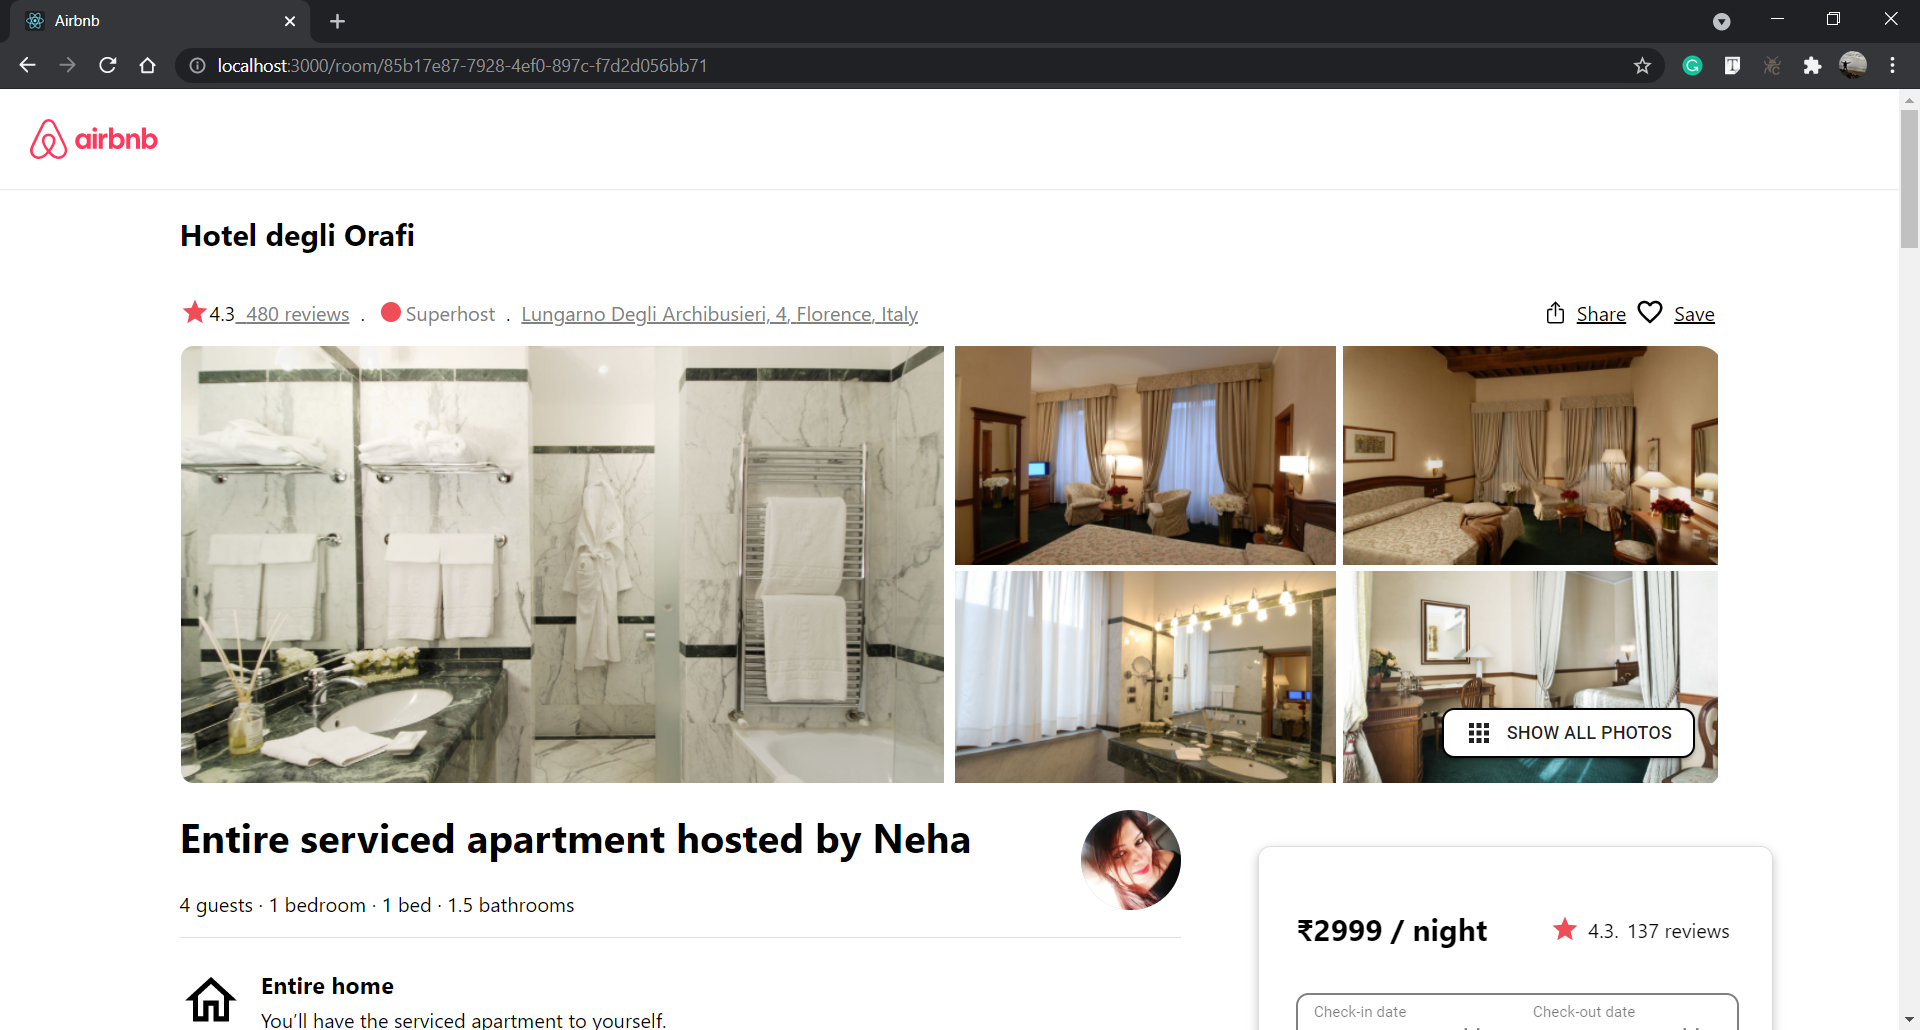 Airbnb
localhost:3000/room/85b17e87-7928-4ef0-897c-f7d2d056bb71
airbnb
Hotel degli Orafi
4.3 480 reviews . Superhost . Lungarno Degli Archibusieri, 4, Florence, Italy
Share Save
SHOW ALL PHOTOS
Entire serviced apartment hosted by Neha
4 guests · 1 bedroom · 1 bed · 1.5 bathrooms
₹2999 / night
4.3. 137 reviews
Check-in date
Check-out date
Entire home
You’ll have the serviced apartment to yourself.